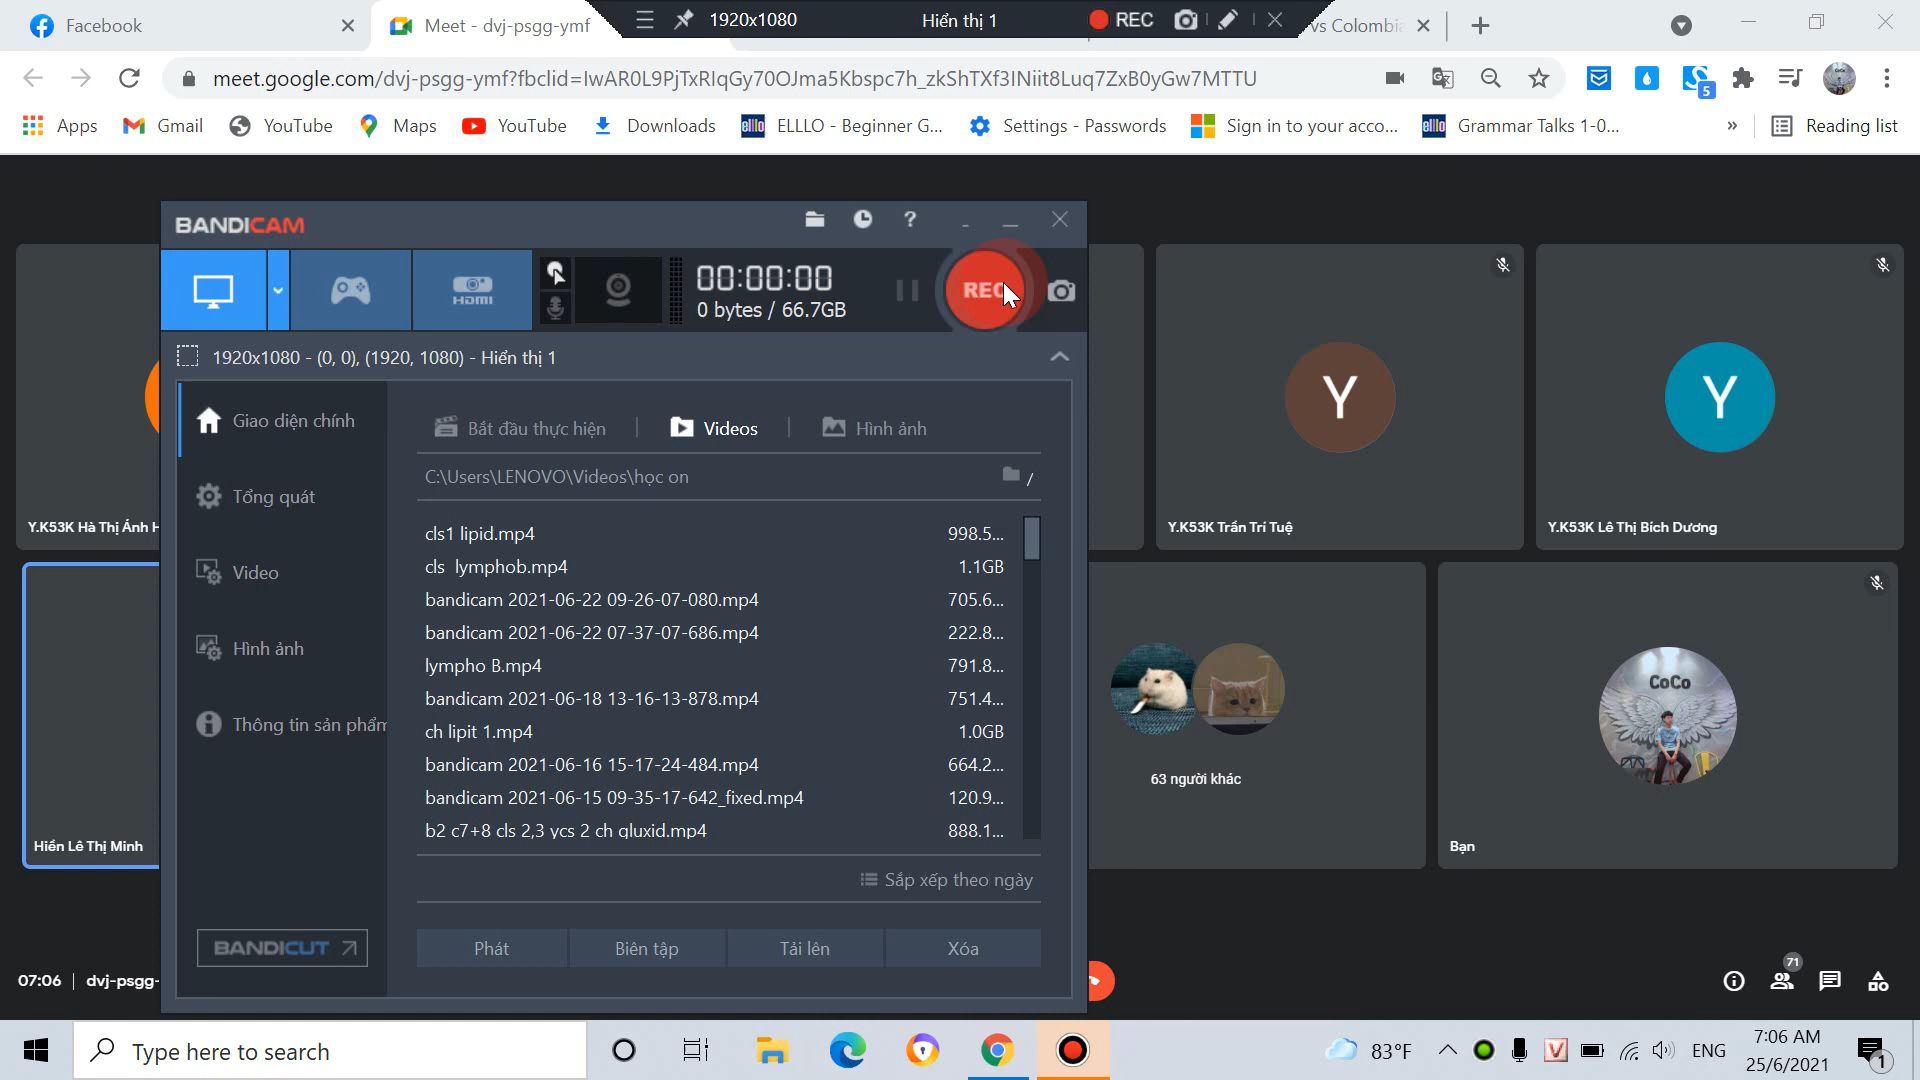 Facebook
Meet - dvj-psgg-ymf
1920x1080
Hiển thị 1
REC
vs Colombia
meet.google.com/dvj-psgg-ymf?fbclid=IwAR0L9PjTxRIqGy70OJma5Kbspc7h_zkShTXf3INiit8Luq7ZxB0yGw7MTTU
5
Apps
Gmail
YouTube
Maps
YouTube
Downloads
elllo
ELLLO - Beginner G...
Settings - Passwords
Sign in to your acco...
elllo
Grammar Talks 1-0...
»
Reading list
BANDICAM
?
HDMI
00:00:00
0 bytes / 66.7GB
REC
1920x1080 - (0, 0), (1920, 1080) - Hiển thị 1
Giao diện chính
Tổng quát
Video
Hình ảnh
Thông tin sản phẩm
Bắt đầu thực hiện
Videos
Hình ảnh
C:\Users\LENOVO\Videos\học on
/
cls1 lipid.mp4 998.5...
cls lymphob.mp4 1.1GB
bandicam 2021-06-22 09-26-07-080.mp4 705.6...
bandicam 2021-06-22 07-37-07-686.mp4 222.8...
lympho B.mp4 791.8...
bandicam 2021-06-18 13-16-13-878.mp4 751.4...
ch lipit 1.mp4 1.0GB
bandicam 2021-06-16 15-17-24-484.mp4 664.2...
bandicam 2021-06-15 09-35-17-642_fixed.mp4 120.9...
b2 c7+8 cls 2,3 ycs 2 ch gluxid.mp4 888.1...
Sắp xếp theo ngày
BANDICUT
Phát
Biên tập
Tải lên
Xóa
Y.K53K Hà Thị Ánh H
Y
Y.K53K Trần Trí Tuệ
Y
Y.K53K Lê Thị Bích Dương
Hiền Lê Thị Minh
63 người khác
CoCo
Bạn
07:06
dvj-psgg-
71
Type here to search
83°F
V
ENG
7:06 AM
25/6/2021
1